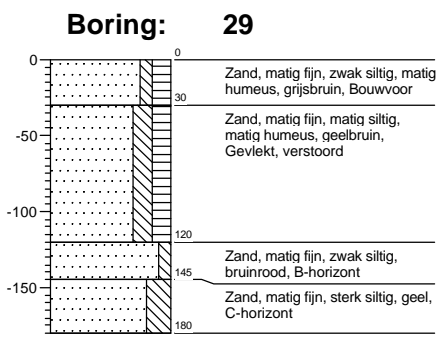 Boring: 29
0
0
Zand, matig fijn, zwak siltig, matig
humeus, grijsbruin, Bouwvoor
30
Zand, matig fijn, matig siltig,
matig humeus, geelbruin,
Gevlekt, verstoord
-50
-100
120
Zand, matig fijn, zwak siltig,
bruinrood, B-horizont
145
-150
Zand, matig fijn, sterk siltig, geel,
C-horizont
180